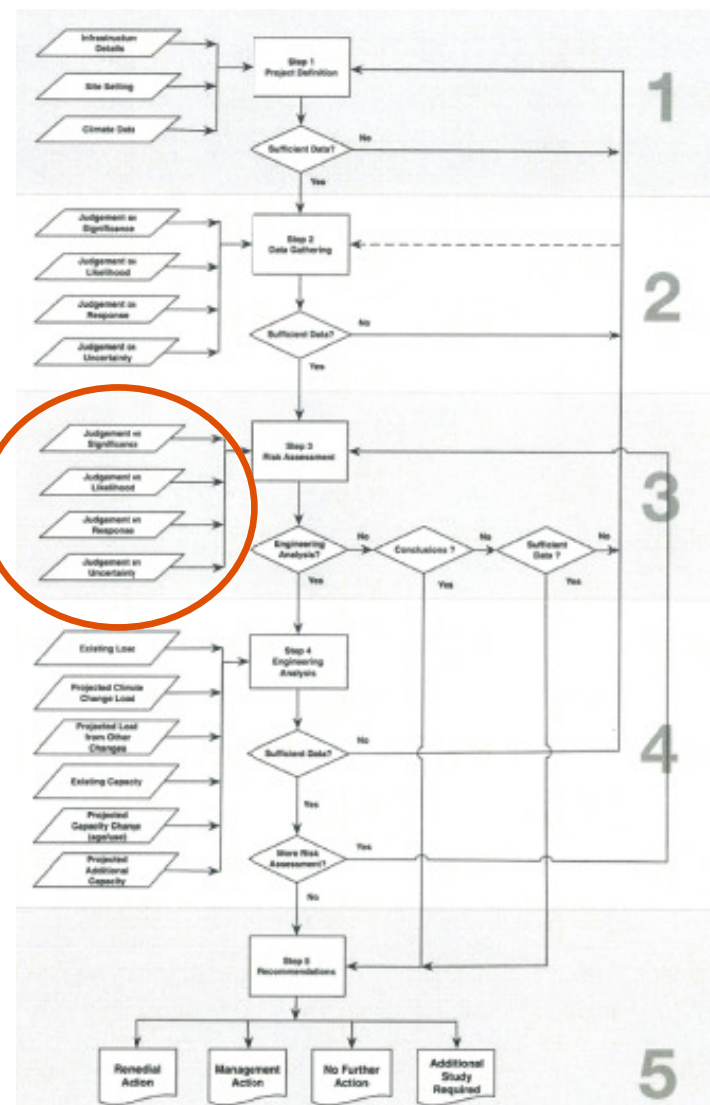 Infrastructure
Details
Site Setting
Climate Data
Step 1
Project Definition
Sufficient Data?
No
Yes
1
Judgement on
Significance
Judgement on
Likelihood
Judgement on
Response
Judgement on
Uncertainty
Step 2
Data Gathering
Sufficient Data?
No
Yes
2
Judgement on
Significance
Judgement on
Likelihood
Judgement on
Response
Judgement on
Uncertainty
Step 3
Risk Assessment
Engineering
Analysis?
No
Conclusions ?
No
Sufficient
Data ?
No
Yes
Yes
Yes
3
Existing Load
Projected Climate
Change Load
Projected Load
from Other
Changes
Existing Capacity
Projected
Capacity Change
(age/use)
Projected
Additional
Capacity
Step 4
Engineering
Analysis
Sufficient Data?
No
Yes
More Risk
Assessment?
Yes
No
4
Step 5
Recommendations
Remedial
Action
Management
Action
No Further
Action
Additional
Study
Required
5